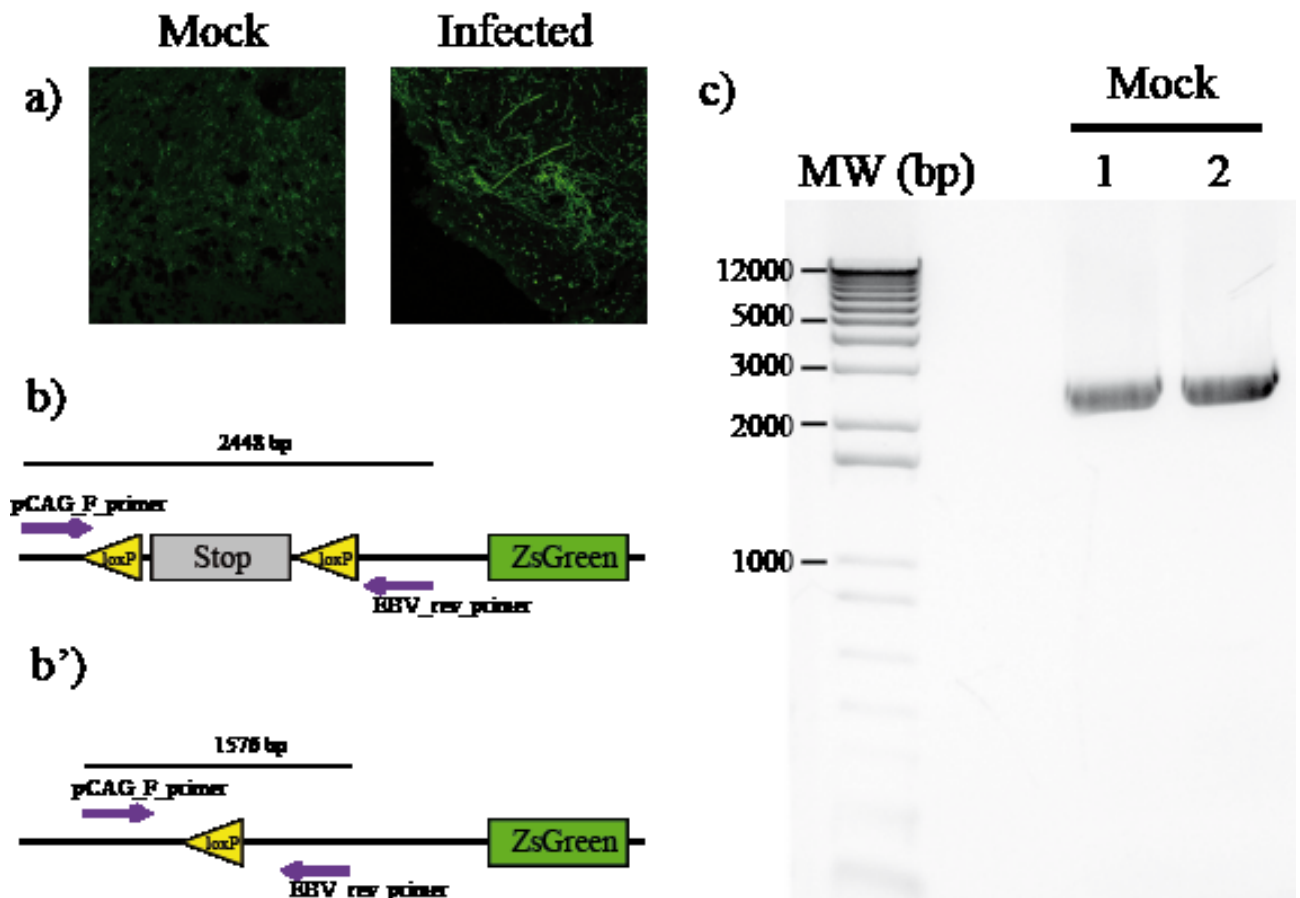 Mock Infected
a)
b)
2448 bp
pCAG_F_primer
loxP Stop loxP ZsGreen
EBV_rev_primer
b’)
1576 bp
pCAG_F_primer
loxP ZsGreen
EBV_rev_primer
c)
Mock
MW (bp) 1 2
12000
5000
3000
2000
1000